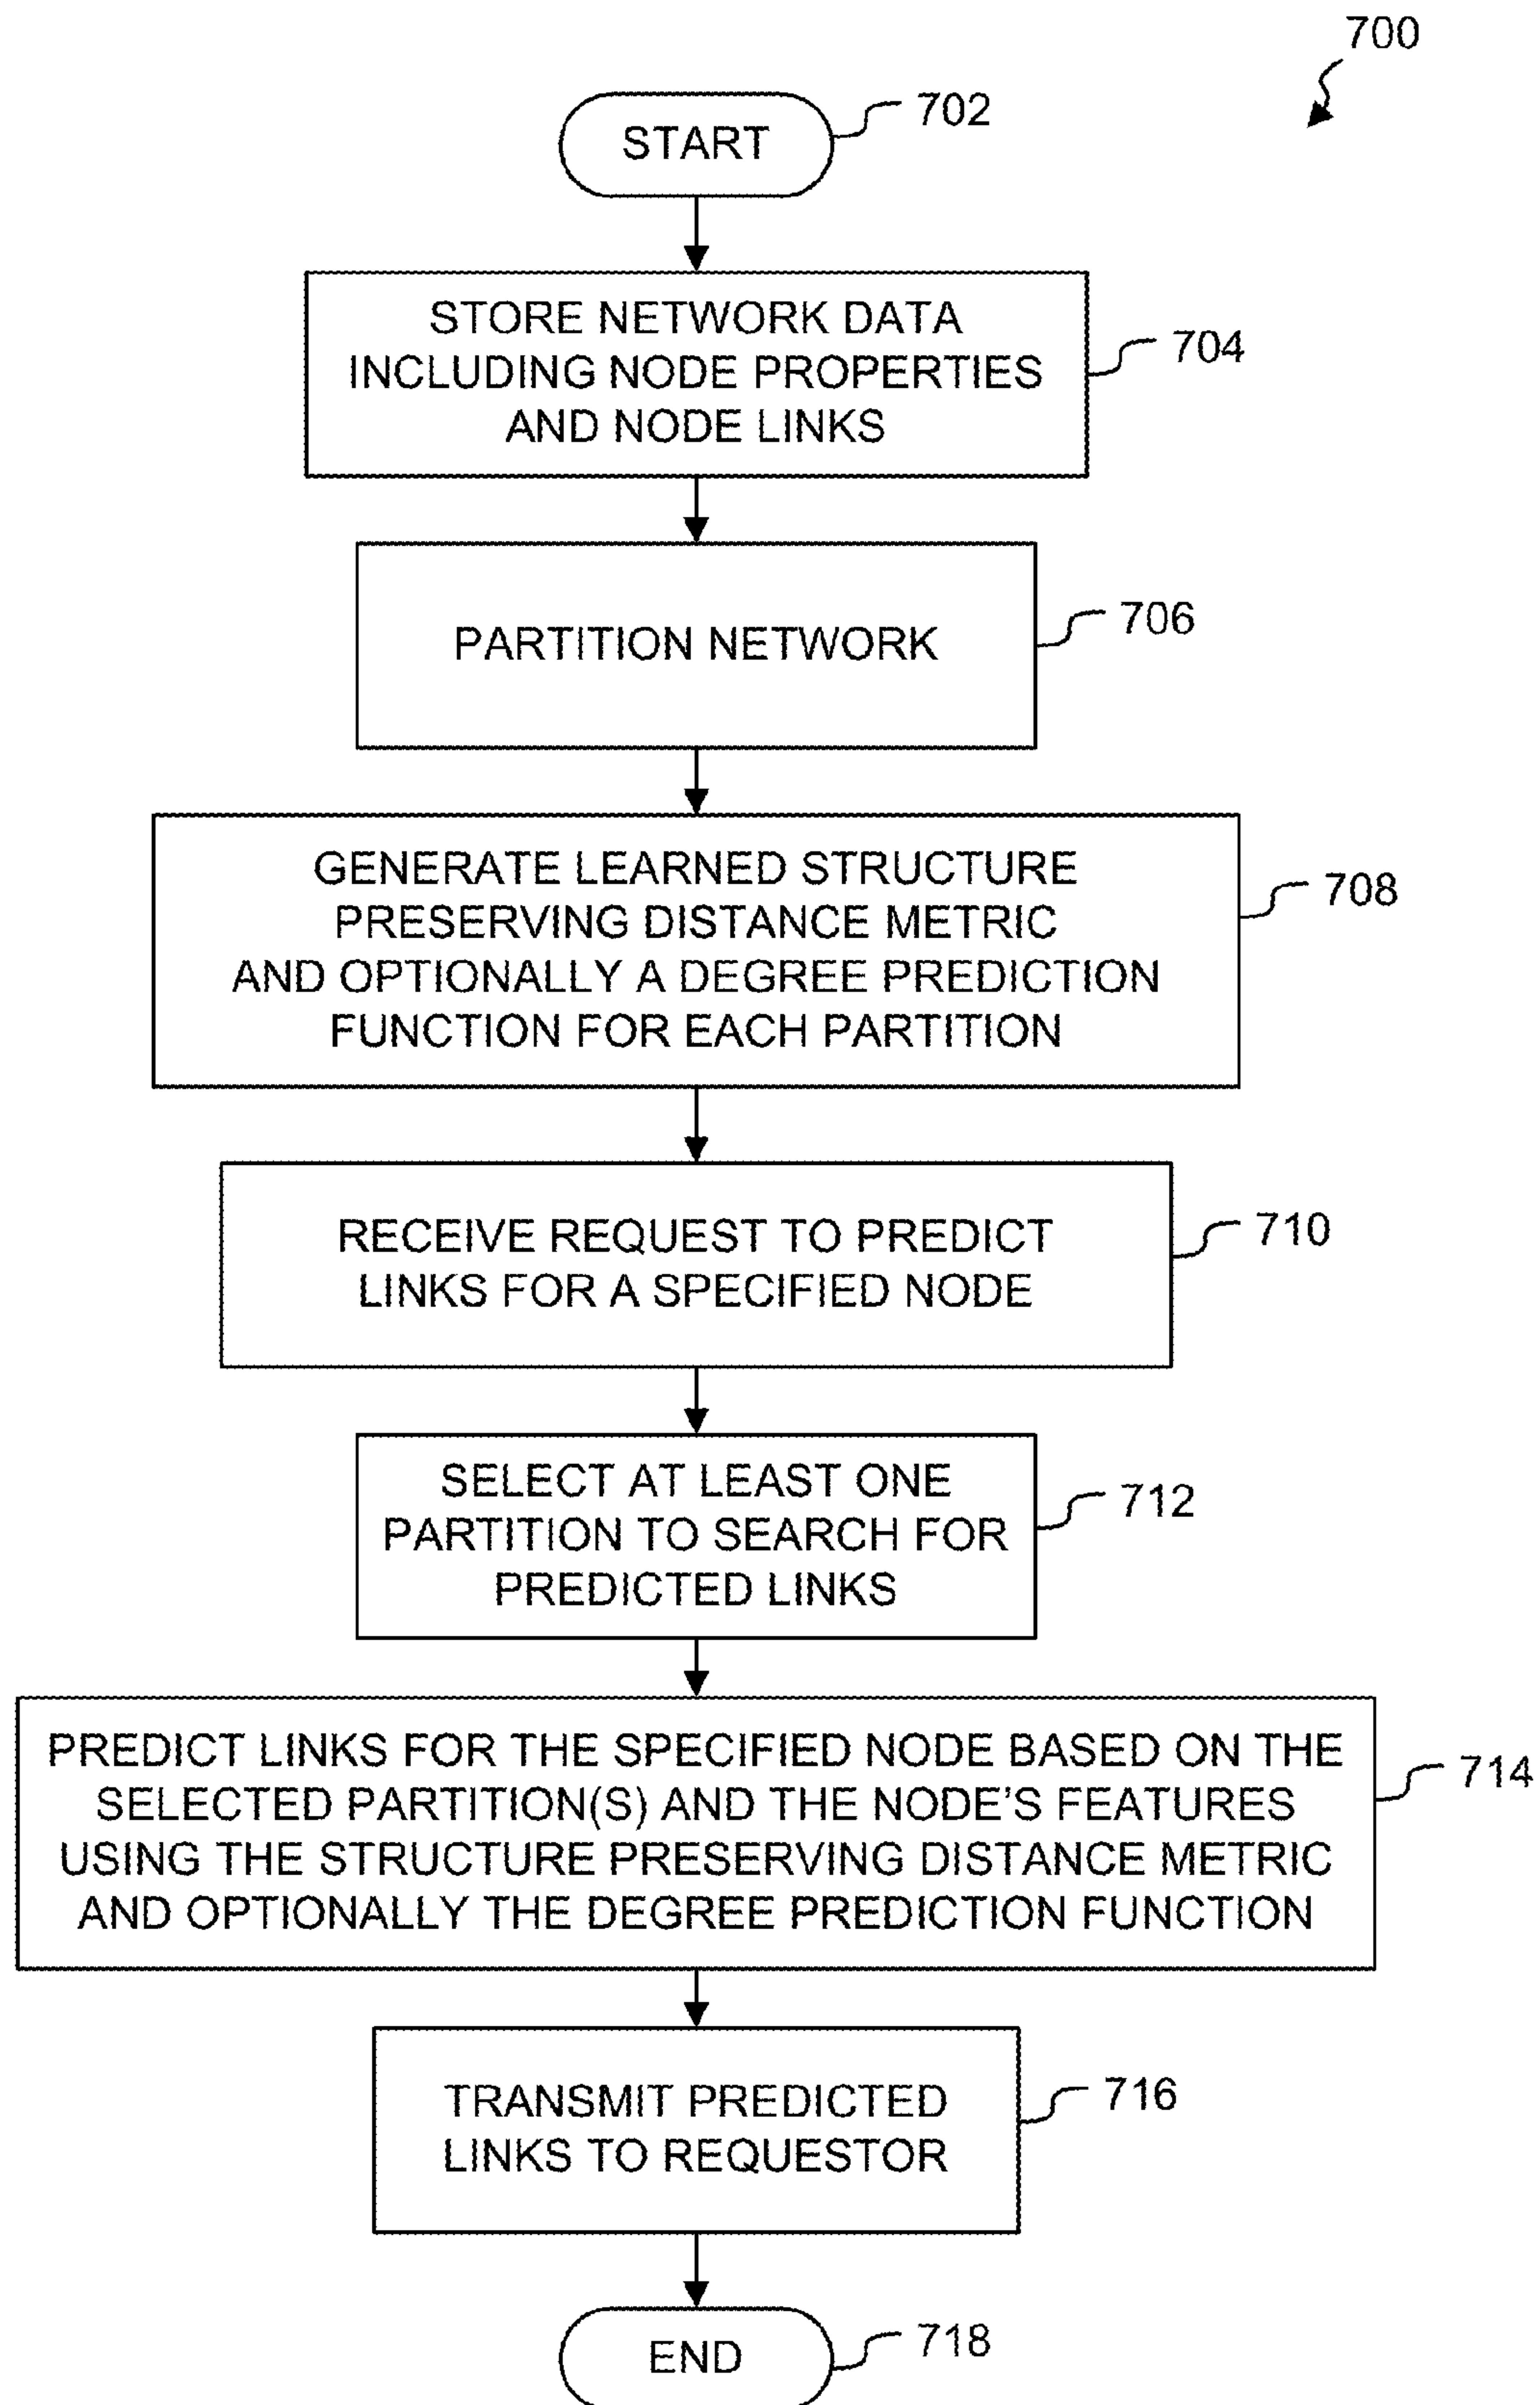 700
START
702
STORE NETWORK DATA
INCLUDING NODE PROPERTIES
AND NODE LINKS
704
PARTITION NETWORK
706
GENERATE LEARNED STRUCTURE
PRESERVING DISTANCE METRIC
AND OPTIONALLY A DEGREE PREDICTION
FUNCTION FOR EACH PARTITION
708
RECEIVE REQUEST TO PREDICT
LINKS FOR A SPECIFIED NODE
710
SELECT AT LEAST ONE
PARTITION TO SEARCH FOR
PREDICTED LINKS
712
PREDICT LINKS FOR THE SPECIFIED NODE BASED ON THE
SELECTED PARTITION(S) AND THE NODE'S FEATURES
USING THE STRUCTURE PRESERVING DISTANCE METRIC
AND OPTIONALLY THE DEGREE PREDICTION FUNCTION
714
TRANSMIT PREDICTED
LINKS TO REQUESTOR
716
END
718